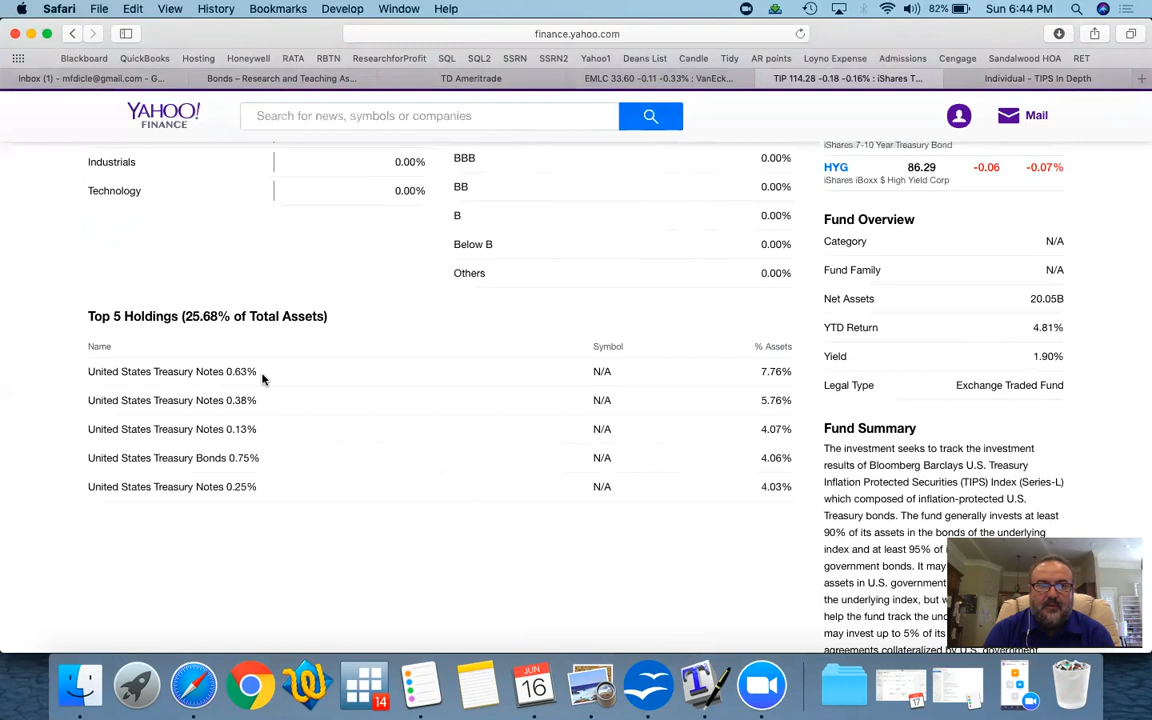 Safari File Edit View History Bookmarks Develop Window Help 82% Sun 6:44 PM
finance.yahoo.com
Blackboard QuickBooks Hosting Honeywell RATA RBTN ResearchforProfit SQL SQL2 SSRN SSRN2 Yahoo1 Candle Deans List Tidy AR points Loyno Expense Admissions Cengage Sandalwood HOA RET
Inbox (1) - mfdicle@gmail.com - G... Bonds – Research and Teaching As... TD Ameritrade EMLC 33.60 -0.11 -0.33% : VanEck... TIP 114.28 -0.18 -0.16% : iShares T... Individual - TIPS In Depth
YAHOO! FINANCE
Search for news, symbols or companies
Mail
Industrials 0.00%
Technology 0.00%
BBB 0.00%
BB 0.00%
B 0.00%
Below B 0.00%
Others 0.00%
iShares 7-10 Year Treasury Bond
HYG 86.29 -0.06 -0.07%
iShares iBoxx $ High Yield Corp
Top 5 Holdings (25.68% of Total Assets)
Name Symbol % Assets
United States Treasury Notes 0.63% N/A 7.76%
United States Treasury Notes 0.38% N/A 5.76%
United States Treasury Notes 0.13% N/A 4.07%
United States Treasury Bonds 0.75% N/A 4.06%
United States Treasury Notes 0.25% N/A 4.03%
Fund Overview
Category N/A
Fund Family N/A
Net Assets 20.05B
YTD Return 4.81%
Yield 1.90%
Legal Type Exchange Traded Fund
Fund Summary
The investment seeks to track the investment
results of Bloomberg Barclays U.S. Treasury
Inflation Protected Securities (TIPS) Index (Series-L)
which composed of inflation-protected U.S.
Treasury bonds. The fund generally invests at least
90% of its assets in the bonds of the underlying
index and at least 95% of i
government bonds. It may
assets in U.S. government
the underlying index, but w
help the fund track the und
may invest up to 5% of its
agreements collateralized by U.S. government
14
JUN
16
17